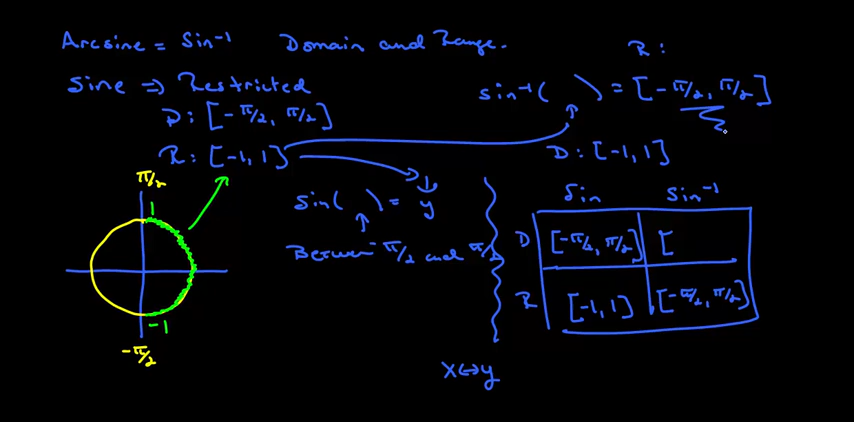 Arcsine = Sin⁻¹ Domain and Range.
Sine ⇒ Restricted
D: [-π/2, π/2]
R: [-1, 1]
R:
sin⁻¹( ) = [-π/2, π/2]
D: [-1, 1]
π/2
1
-1
-π/2
sin( ) = y
Between -π/2 and π/2
x↔y
sin sin⁻¹
D [-π/2, π/2] [
R [-1, 1] [-π/2, π/2]